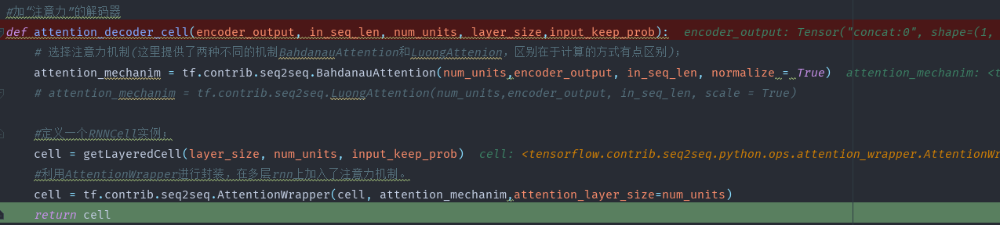 #加“注意力”的解码器
def attention_decoder_cell(encoder_output, in_seq_len, num_units, layer_size,input_keep_prob): encoder_output: Tensor("concat:0", shape=(1,
# 选择注意力机制(这里提供了两种不同的机制BahdanauAttention和LuongAttenion，区别在于计算的方式有点区别);
attention_mechanim = tf.contrib.seq2seq.BahdanauAttention(num_units,encoder_output, in_seq_len, normalize = True) attention_mechanim: <t
# attention_mechanim = tf.contrib.seq2seq.LuongAttention(num_units,encoder_output, in_seq_len, scale = True)
#定义一个RNNCell实例;
cell = getLayeredCell(layer_size, num_units, input_keep_prob) cell: <tensorflow.contrib.seq2seq.python.ops.attention_wrapper.AttentionWr
#利用AttentionWrapper进行封装，在多层rnn上加入了注意力机制。
cell = tf.contrib.seq2seq.AttentionWrapper(cell, attention_mechanim,attention_layer_size=num_units)
return cell